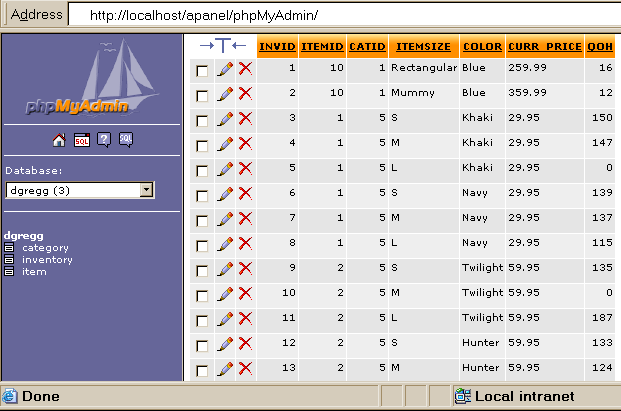 Address http://localhost/apanel/phpMyAdmin/
phpMyAdmin
SQL ? SQL
Database:
dgregg (3)
dgregg
category
inventory
item
INVID ITEMID CATID ITEMSIZE COLOR CURR_PRICE QOH
1 10 1 Rectangular Blue 259.99 16
2 10 1 Mummy Blue 359.99 12
3 1 5 S Khaki 29.95 150
4 1 5 M Khaki 29.95 147
5 1 5 L Khaki 29.95 0
6 1 5 S Navy 29.95 139
7 1 5 M Navy 29.95 137
8 1 5 L Navy 29.95 115
9 2 5 S Twilight 59.95 135
10 2 5 M Twilight 59.95 0
11 2 5 L Twilight 59.95 187
12 2 5 S Hunter 59.95 133
13 2 5 M Hunter 59.95 124
Done Local intranet